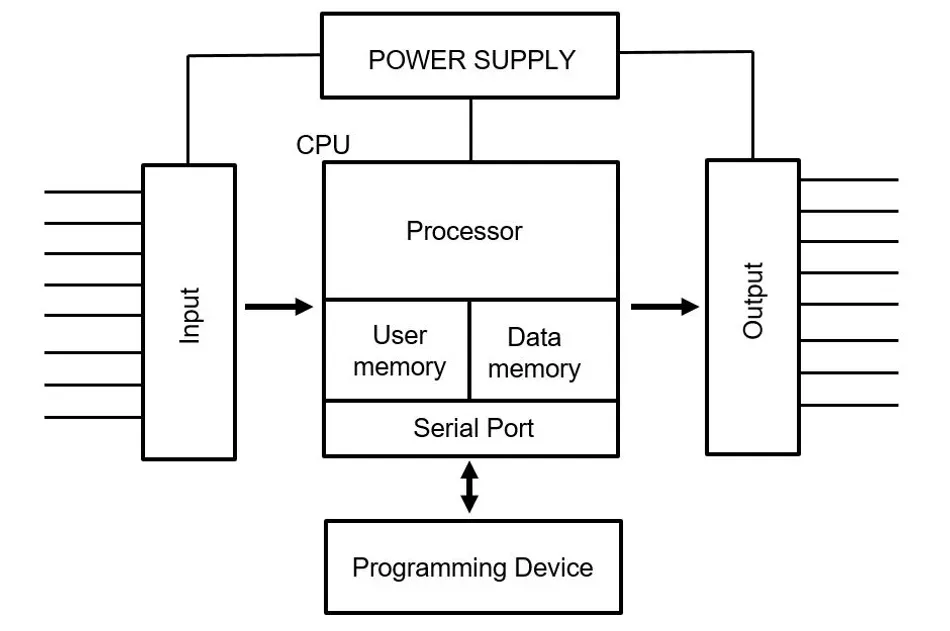 POWER SUPPLY
CPU
Processor
Input
User
memory
Data
memory
Output
Serial Port
Programming Device